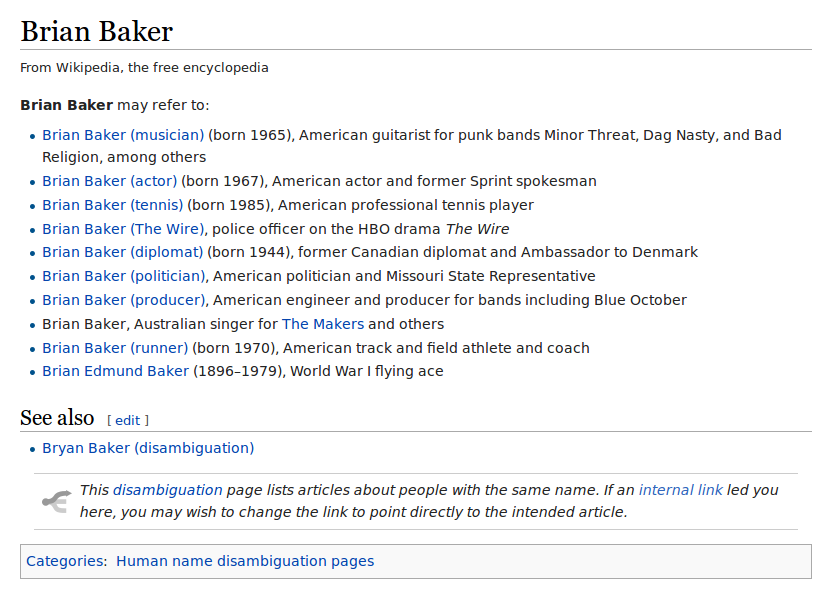 Brian Baker
From Wikipedia, the free encyclopedia
Brian Baker may refer to:
• Brian Baker (musician) (born 1965), American guitarist for punk bands Minor Threat, Dag Nasty, and Bad
Religion, among others
• Brian Baker (actor) (born 1967), American actor and former Sprint spokesman
• Brian Baker (tennis) (born 1985), American professional tennis player
• Brian Baker (The Wire), police officer on the HBO drama The Wire
• Brian Baker (diplomat) (born 1944), former Canadian diplomat and Ambassador to Denmark
• Brian Baker (politician), American politician and Missouri State Representative
• Brian Baker (producer), American engineer and producer for bands including Blue October
• Brian Baker, Australian singer for The Makers and others
• Brian Baker (runner) (born 1970), American track and field athlete and coach
• Brian Edmund Baker (1896–1979), World War I flying ace
See also [ edit ]
• Bryan Baker (disambiguation)
This disambiguation page lists articles about people with the same name. If an internal link led you
here, you may wish to change the link to point directly to the intended article.
Categories: Human name disambiguation pages